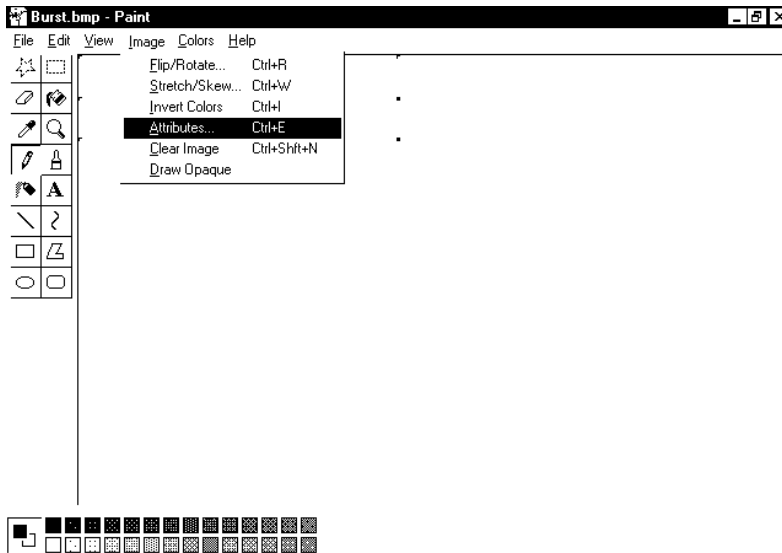 Burst.bmp - Paint
File Edit View Image Colors Help
Flip/Rotate... Ctrl+R
Stretch/Skew... Ctrl+W
Invert Colors Ctrl+I
Attributes... Ctrl+E
Clear Image Ctrl+Shft+N
Draw Opaque
A